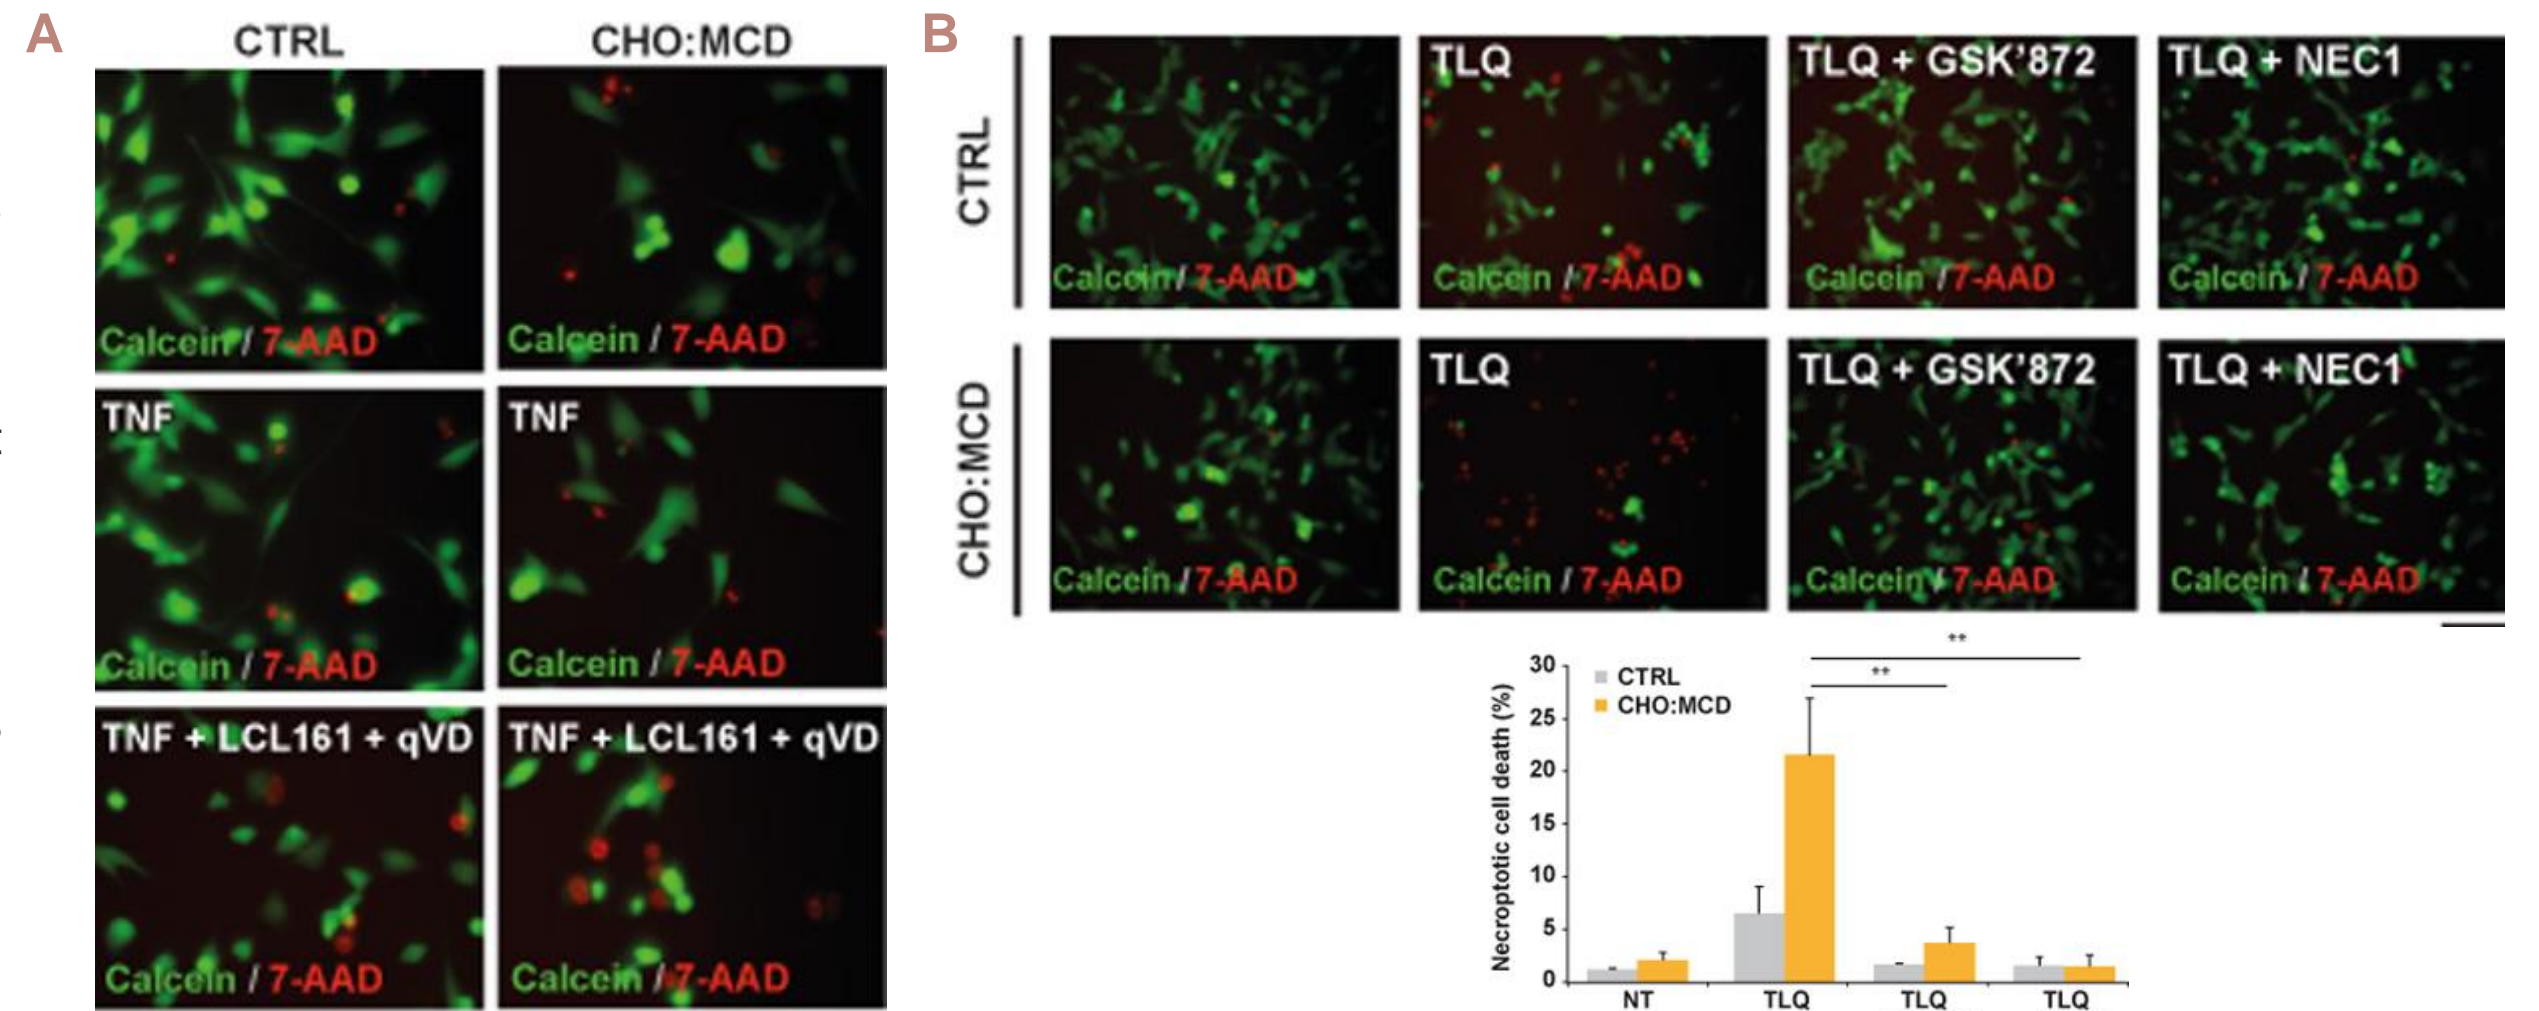 A
CTRL
CHO:MCD
Calcein / 7-AAD
Calcein / 7-AAD
TNF
TNF
Calcein / 7-AAD
Calcein / 7-AAD
TNF + LCL161 + qVD
TNF + LCL161 + qVD
Calcein / 7-AAD
Calcein / 7-AAD
B
CTRL
TLQ
TLQ + GSK'872
TLQ + NEC1
Calcein / 7-AAD
Calcein / 7-AAD
Calcein / 7-AAD
Calcein / 7-AAD
CHO:MCD
TLQ
TLQ + GSK'872
TLQ + NEC1
Calcein / 7-AAD
Calcein / 7-AAD
Calcein / 7-AAD
Calcein / 7-AAD
**
**
CTRL
CHO:MCD
Necroptotic cell death (%)
30
25
20
15
10
5
0
NT
TLQ
TLQ
TLQ